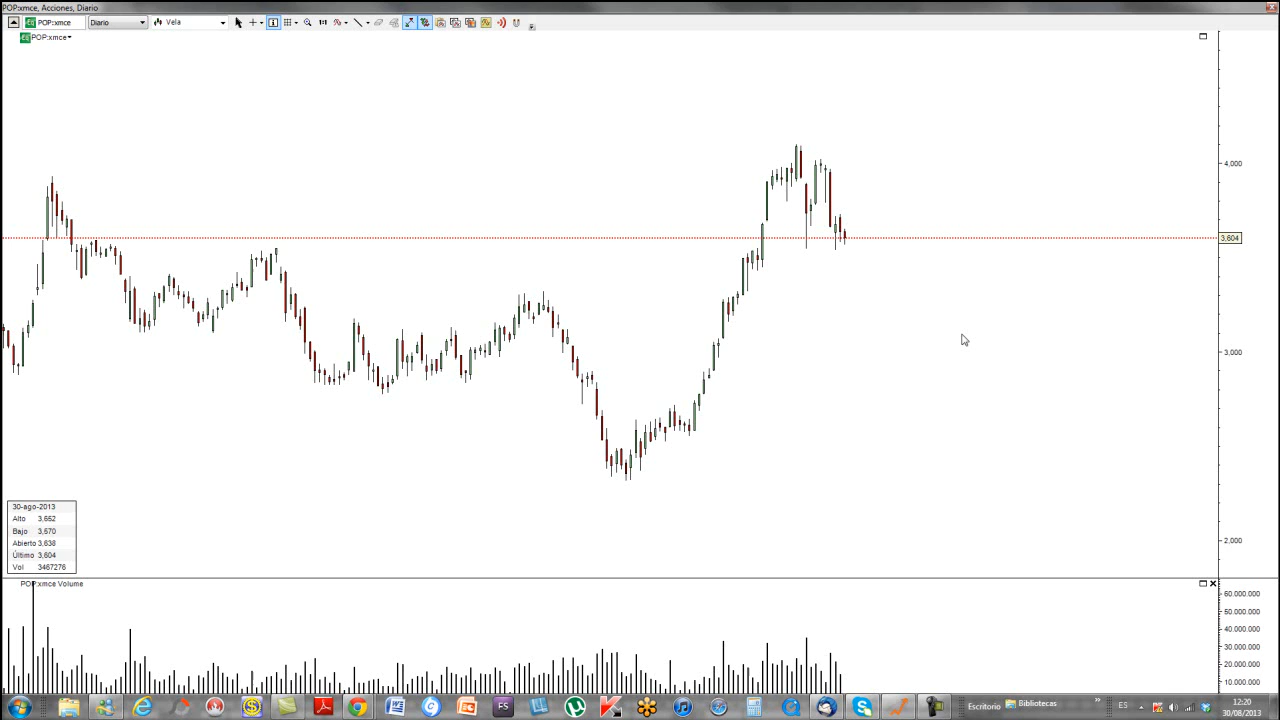 POP:xmce, Acciones, Diario
POP:xmce Diario Vela
POP:xmce
4,000
3,604
3,000
2,000
30-ago-2013
Alto 3,652
Bajo 3,570
Abierto 3,638
Último 3,604
Vol 3467276
POP:xmce Volume
60.000.000
50.000.000
40.000.000
30.000.000
20.000.000
10.000.000
FS
Escritorio Bibliotecas » ES 12:20
30/08/2013